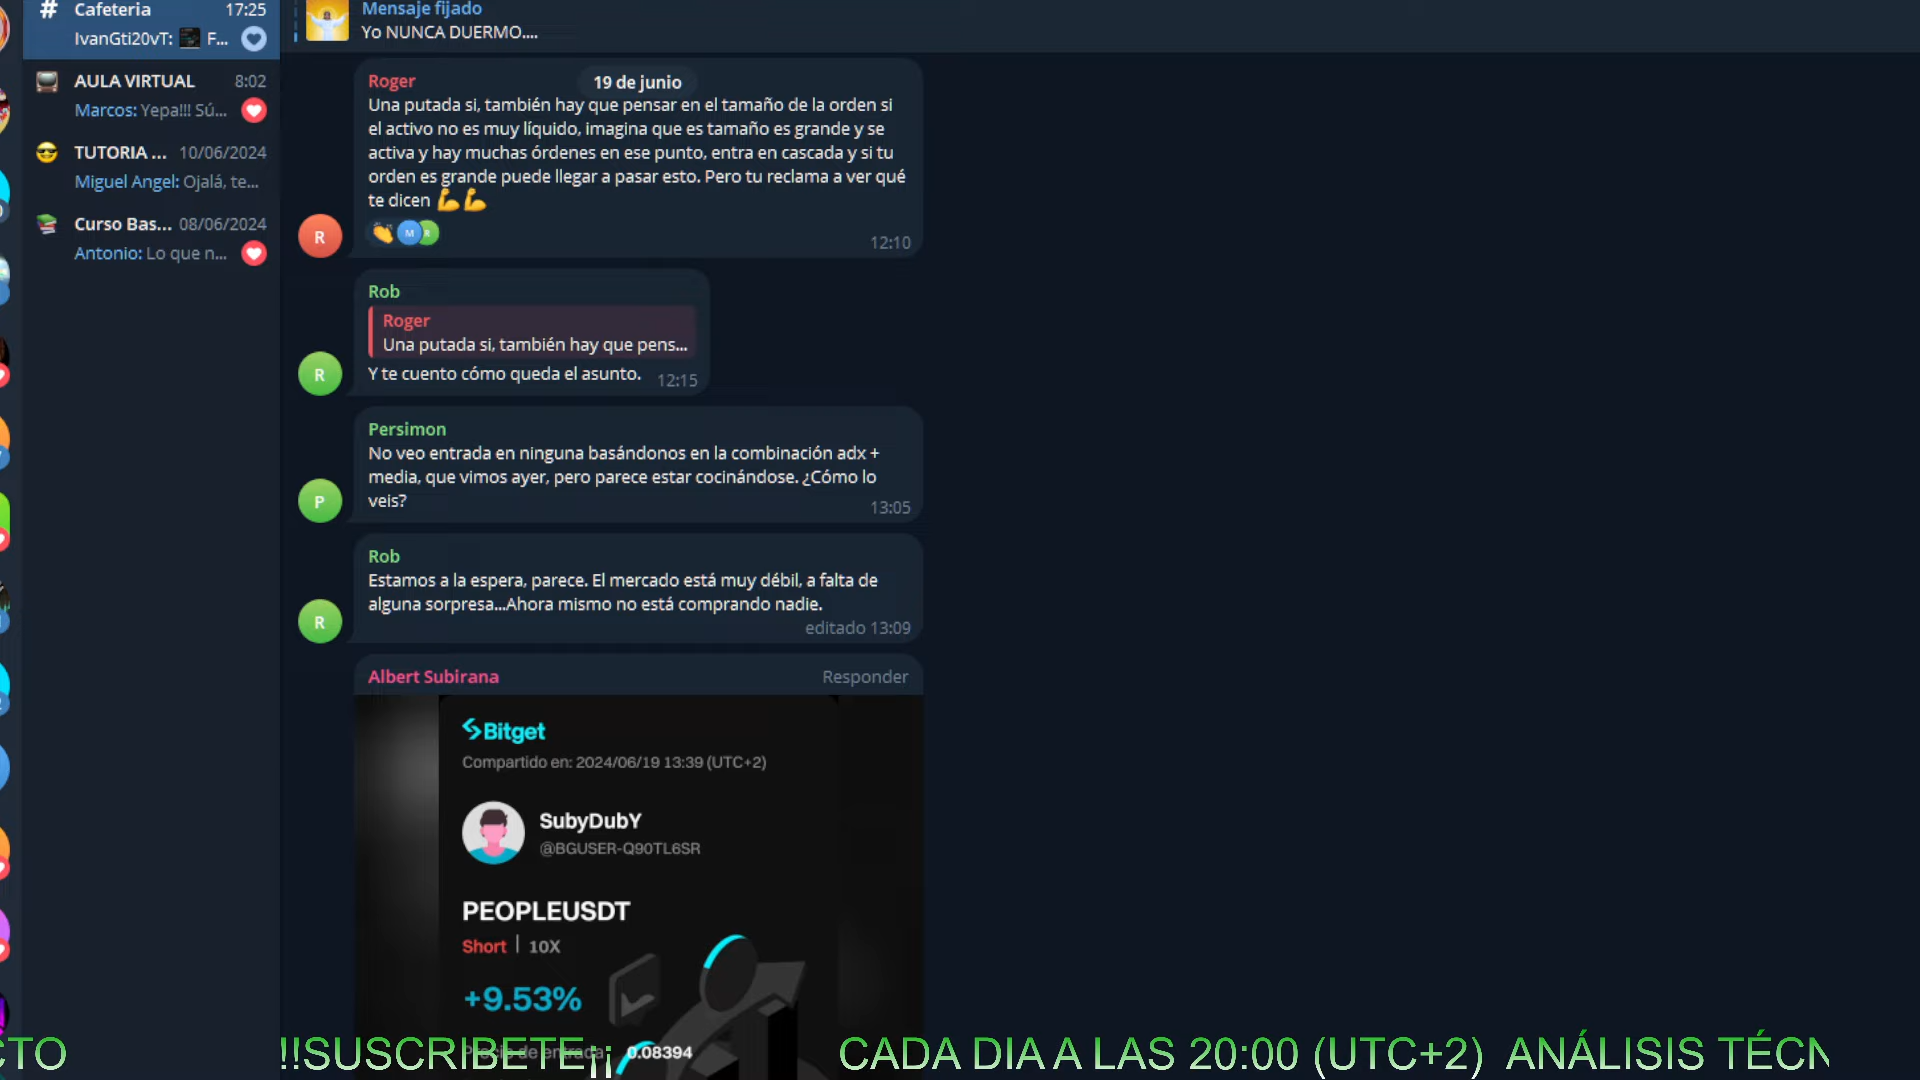 # Cafeteria 17:25
IvanGti20vT: F...
AULA VIRTUAL 8:02
Marcos: Yepa!!! Sú...
TUTORIA ... 10/06/2024
Miguel Angel: Ojalá, te...
Curso Bas... 08/06/2024
Antonio: Lo que n...
Mensaje fijado
Yo NUNCA DUERMO....
19 de junio
Roger
Una putada si, también hay que pensar en el tamaño de la orden si
el activo no es muy líquido, imagina que es tamaño es grande y se
activa y hay muchas órdenes en ese punto, entra en cascada y si tu
orden es grande puede llegar a pasar esto. Pero tu reclama a ver qué
te dicen 💪💪
M R
12:10
R
Rob
Roger
Una putada si, también hay que pens...
Y te cuento cómo queda el asunto. 12:15
R
Persimon
No veo entrada en ninguna basándonos en la combinación adx +
media, que vimos ayer, pero parece estar cocinándose. ¿Cómo lo
veis?
13:05
P
Rob
Estamos a la espera, parece. El mercado está muy débil, a falta de
alguna sorpresa...Ahora mismo no está comprando nadie.
editado 13:09
R
Albert Subirana Responder
Bitget
Compartido en: 2024/06/19 13:39 (UTC+2)
SubyDubY
@BGUSER-Q90TL6SR
PEOPLEUSDT
Short | 10X
+9.53%
Precio de entrada 0.08394
CTO !!SUSCRIBETE¡¡ CADA DIA A LAS 20:00 (UTC+2) ANÁLISIS TÉCN